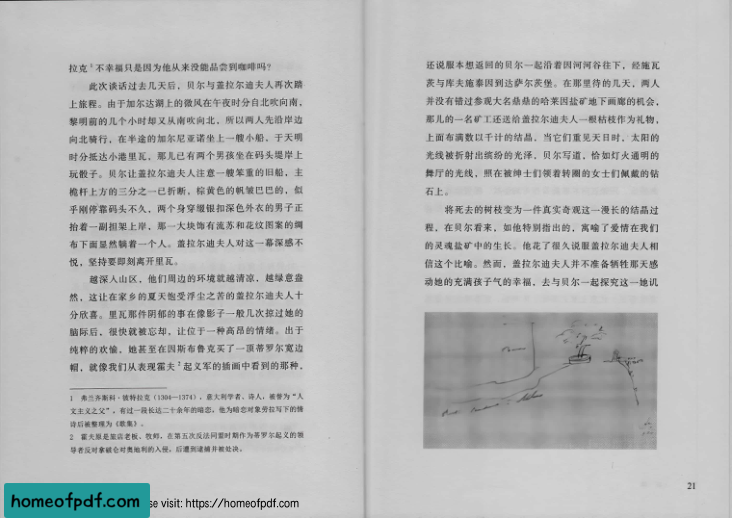 拉克¹不幸福只是因为他从来没能品尝到咖啡吗？
此次谈话过去几天后，贝尔与盖拉尔迪夫人再次踏
上旅程。由于加尔达湖上的微风在午夜时分自北吹向南，
黎明前的几个小时却又从南吹向北，所以两人先沿岸边
向北骑行，在半途的加尔尼亚诺坐上一艘小船，于天明
时分抵达小港里瓦，那儿已有两个男孩坐在码头堤岸上
玩骰子。贝尔让盖拉尔迪夫人注意一艘笨重的旧船，主
桅杆上方的三分之一已折断，棕黄色的帆皱巴巴的，似
乎刚停靠码头不久，两个身穿缀银扣深色外衣的男子正
抬着一副担架上岸，那一大块饰有流苏和花纹图案的绸
布下面显然躺着一个人。盖拉尔迪夫人对这一幕深感不
悦，坚持要即刻离开里瓦。
越深入山区，他们周边的环境就越清凉，越绿意盎
然，这让在家乡的夏天饱受浮尘之苦的盖拉尔迪夫人十
分欣喜。里瓦那件阴郁的事在像影子一般几次掠过她的
脑际后，很快就被忘却，让位于一种高昂的情绪。出于
纯粹的欢愉，她甚至在因斯布鲁克买了一顶蒂罗尔宽边
帽，就像我们从表现霍夫²起义军的插画中看到的那种，
1 弗兰齐斯科·彼特拉克（1304—1374），意大利学者、诗人，被誉为“人
文主义之父”。有过一段长达二十余年的暗恋，他为暗恋对象劳拉写下的情
诗后被整理为《歌集》。
2 霍夫原是旅店老板、牧师，在第五次反法同盟时期作为蒂罗尔起义的领
导者反对拿破仑对奥地利的入侵，后遭到逮捕并被处决。
还说服本想返回的贝尔一起沿着因河河谷往下，经施瓦
茨与库夫施泰因到达萨尔茨堡。在那里待的几天，两人
并没有错过参观大名鼎鼎的哈莱因盐矿地下画廊的机会，
那儿的一名矿工还送给盖拉尔迪夫人一根枯枝作为礼物，
上面布满数以千计的结晶，当它们重见天日时，太阳的
光线被折射出缤纷的光泽，贝尔写道，恰如灯火通明的
舞厅的光线，照在被绅士们领着转圈的女士们佩戴的钻
石上。
将死去的树枝变为一件真实奇观这一漫长的结晶过
程，在贝尔看来，如他特别指出的，寓喻了爱情在我们
的灵魂盐矿中的生长。他花了很久说服盖拉尔迪夫人相
信这个比喻。然而，盖拉尔迪夫人并不准备牺牲那天感
动她的充满孩子气的幸福，去与贝尔一起探究这一她讥
21
homeofpdf.com
se visit: https://homeofpdf.com